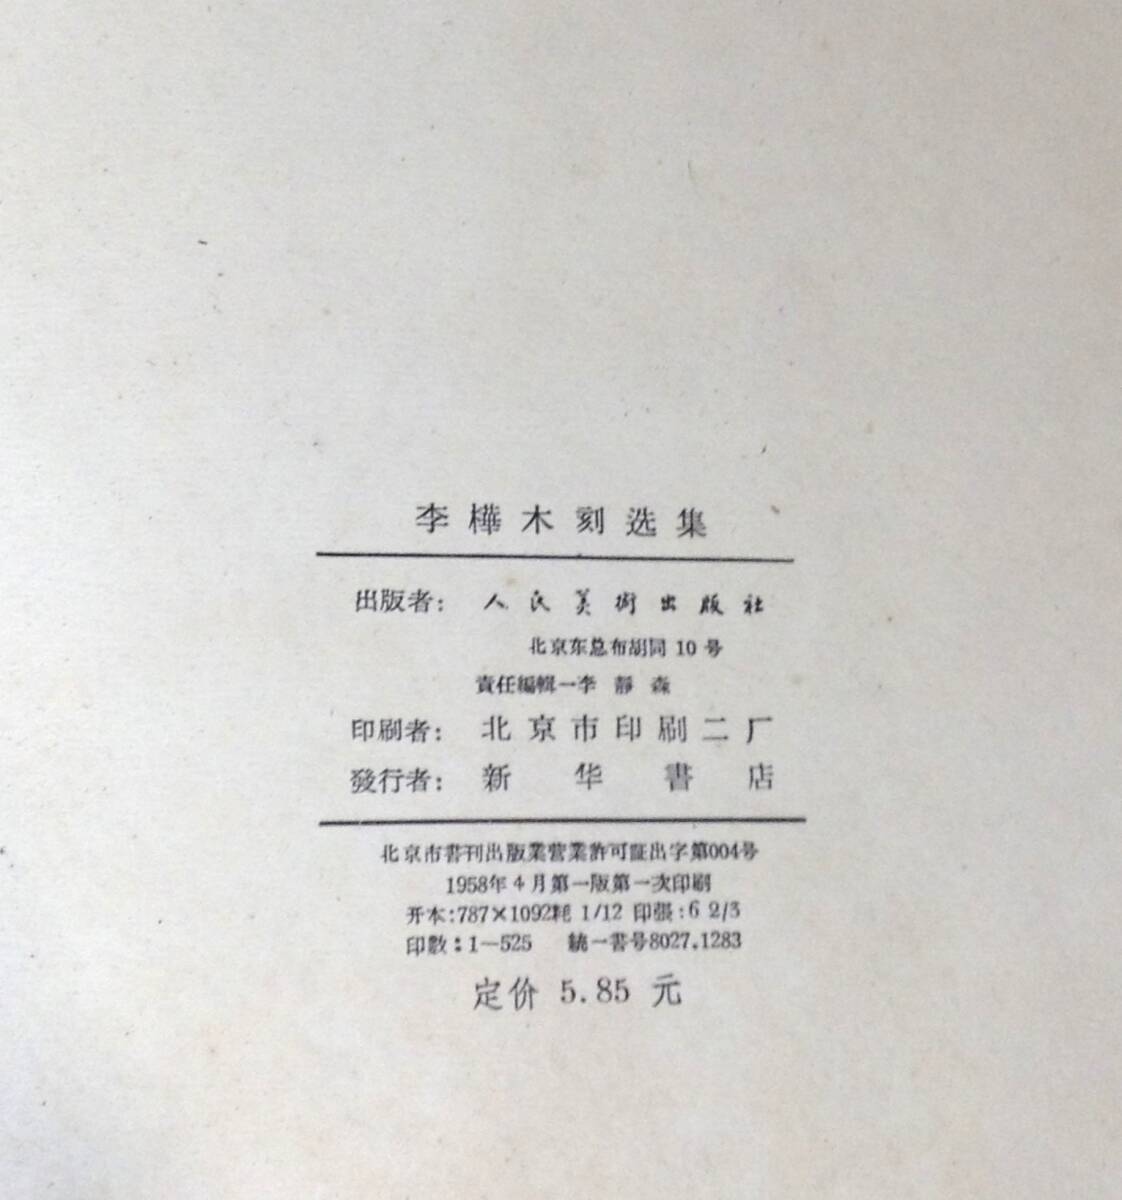 李樺木刻选集
出版者: 人民美術出版社
北京东总布胡同 10 号
責任編輯—李 靜 森
印刷者: 北京市印刷二厂
發行者: 新华書店
北京市書刊出版業营業許可証出字第004号
1958年4月第一版第一次印刷
开本:787×1092耗 1/12 印張:6 2/3
印数:1—525 統一書号8027.1283
定价 5.85 元